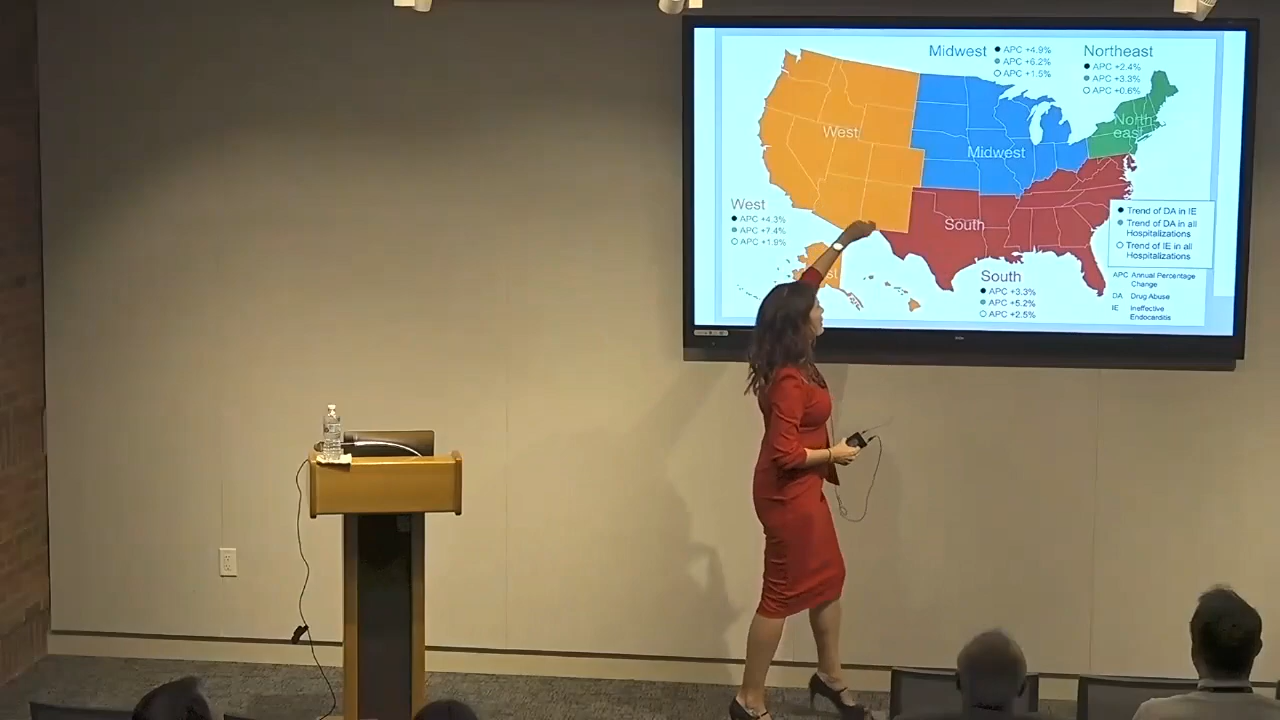 Midwest
APC +4.9%
APC +6.2%
APC +1.5%
Northeast
APC +2.4%
APC +3.3%
APC +0.6%
West
North
east
Midwest
South
West
APC +4.3%
APC +7.4%
APC +1.9%
st
South
APC +3.3%
APC +5.2%
APC +2.5%
Trend of DA in IE
Trend of DA in all
Hospitalizations
Trend of IE in all
Hospitalizations
APC Annual Percentage
Change
DA Drug Abuse
IE Ineffective
Endocarditis